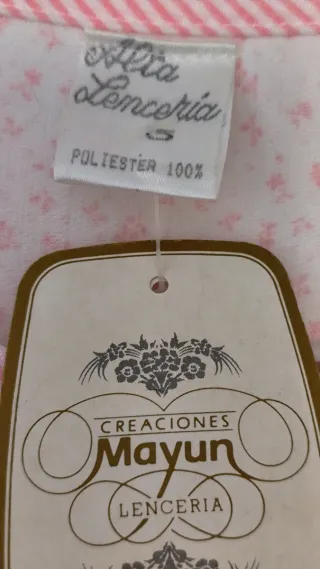 Alta
Lencería
S
POLIESTER 100%
CREACIONES
Mayun
LENCERIA